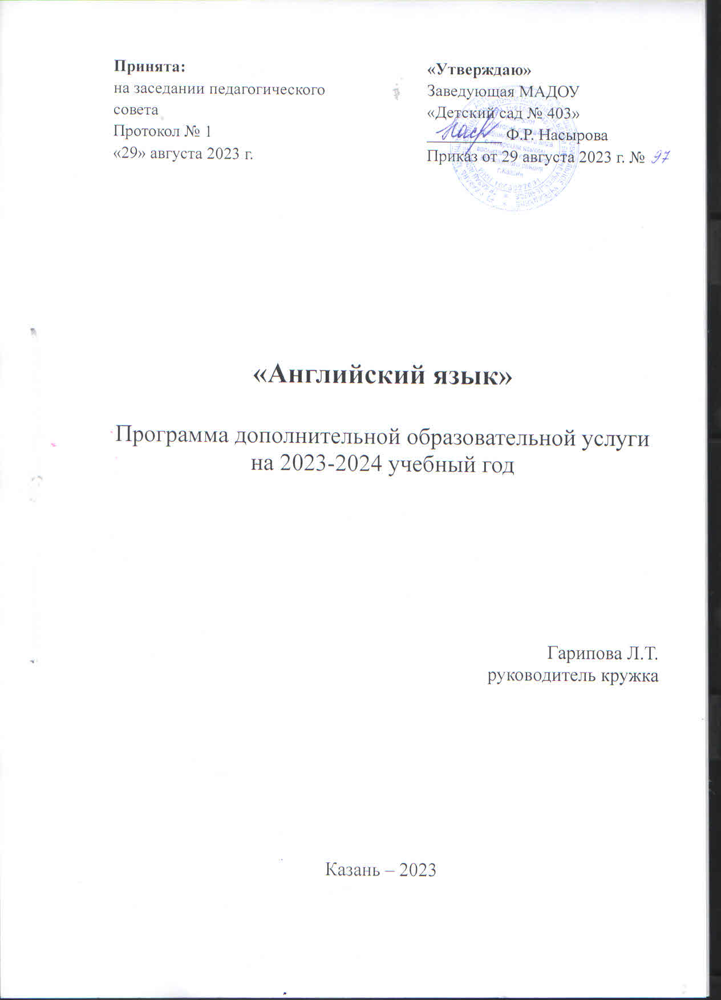 Принята:
на заседании педагогического
совета
Протокол № 1
«29» августа 2023 г.
«Утверждаю»
Заведующая МАДОУ
«Детский сад № 403»
Ф.Р. Насырова
Приказ от 29 августа 2023 г. № 97
«Английский язык»
Программа дополнительной образовательной услуги
на 2023-2024 учебный год
Гарипова Л.Т.
руководитель кружка
Казань – 2023